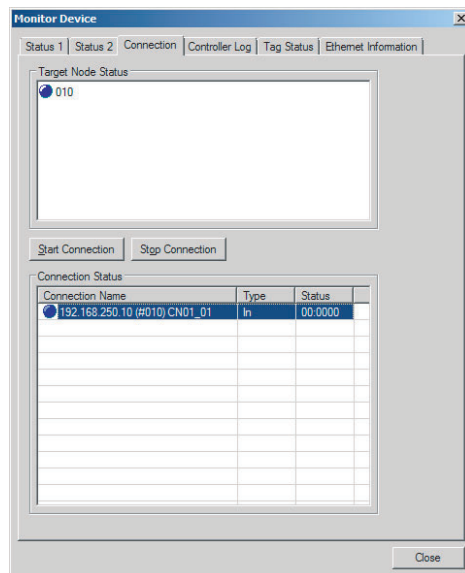 Monitor Device
Status 1 Status 2 Connection Controller Log Tag Status Ethernet Information
Target Node Status
010
Start Connection Stop Connection
Connection Status
Connection Name Type Status
192.168.250.10 (#010) CN01_01 In 00:0000
Close